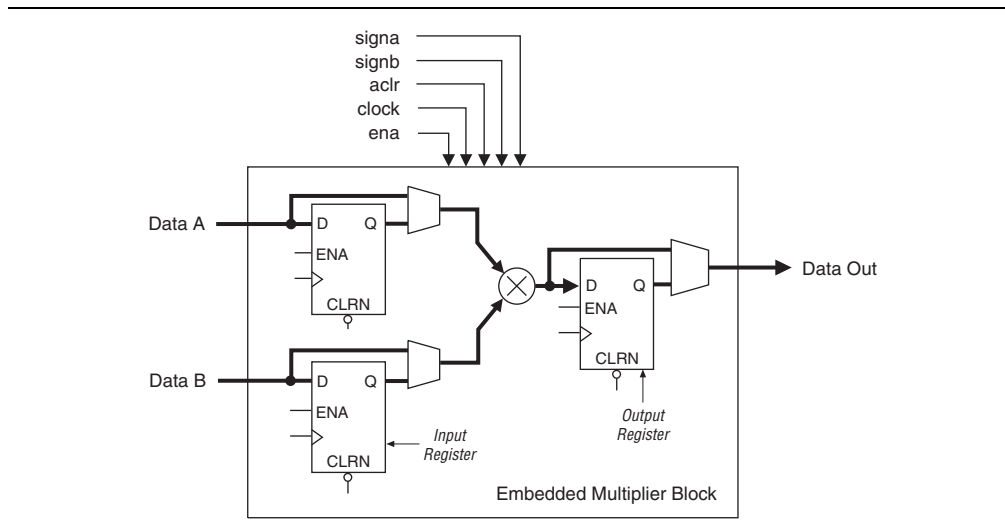 signa
signb
aclr
clock
ena
Data A
D Q
ENA
CLRN
Data Out
D Q
ENA
CLRN
Data B
D Q
ENA
CLRN
Input
Register
Output
Register
Embedded Multiplier Block